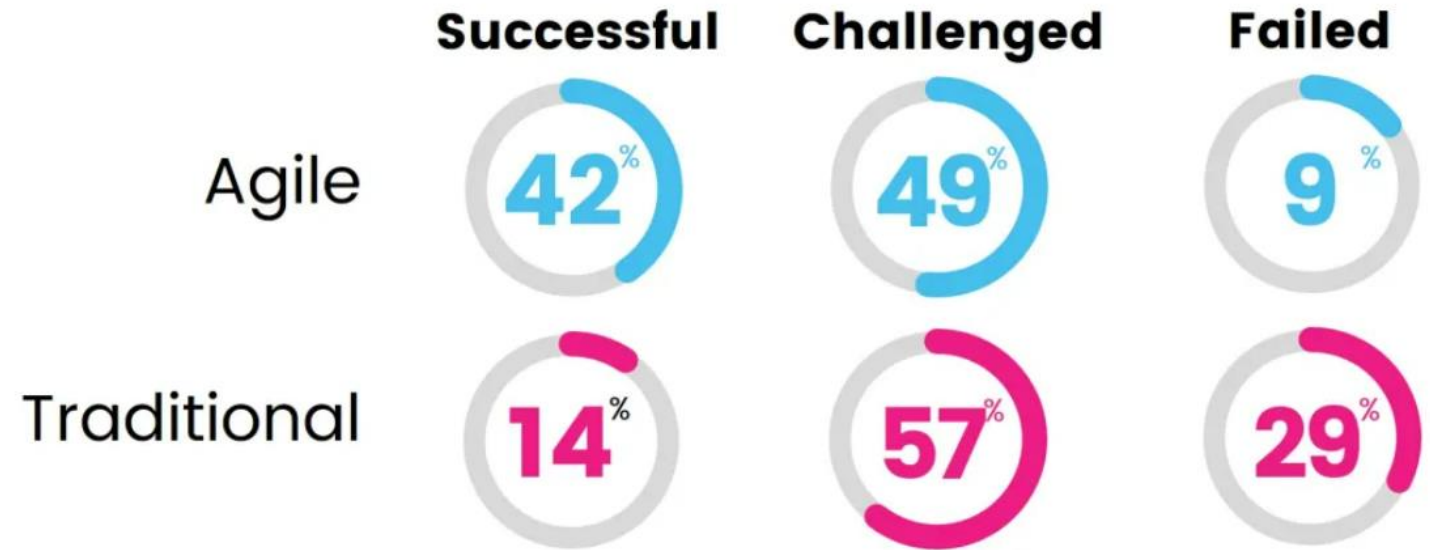 Successful Challenged Failed
Agile 42% 49% 9%
Traditional 14% 57% 29%